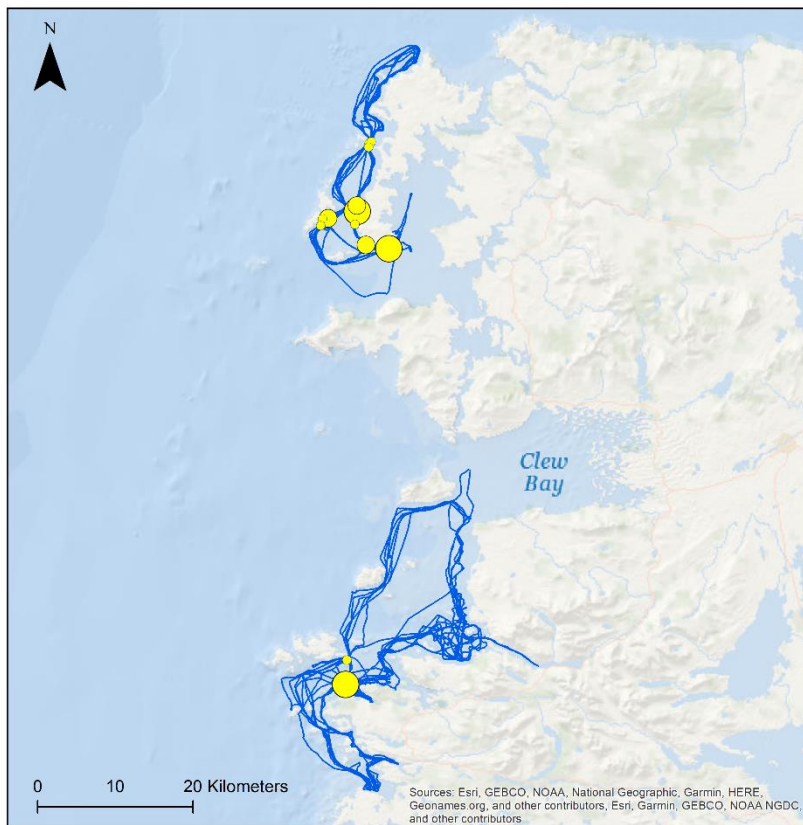 N
Clew
Bay
0 10 20 Kilometers
Sources: Esri, GEBCO, NOAA, National Geographic, Garmin, HERE,
Geonames.org, and other contributors, Esri, Garmin, GEBCO, NOAA NGDC,
and other contributors